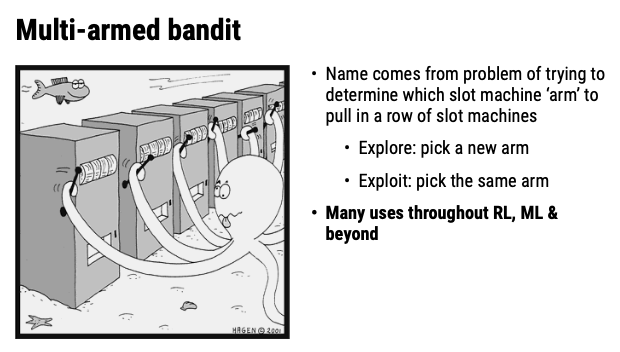 Multi-armed bandit
• Name comes from problem of trying to
determine which slot machine ‘arm’ to
pull in a row of slot machines
• Explore: pick a new arm
• Exploit: pick the same arm
• Many uses throughout RL, ML &
beyond
HAGEN © 2001